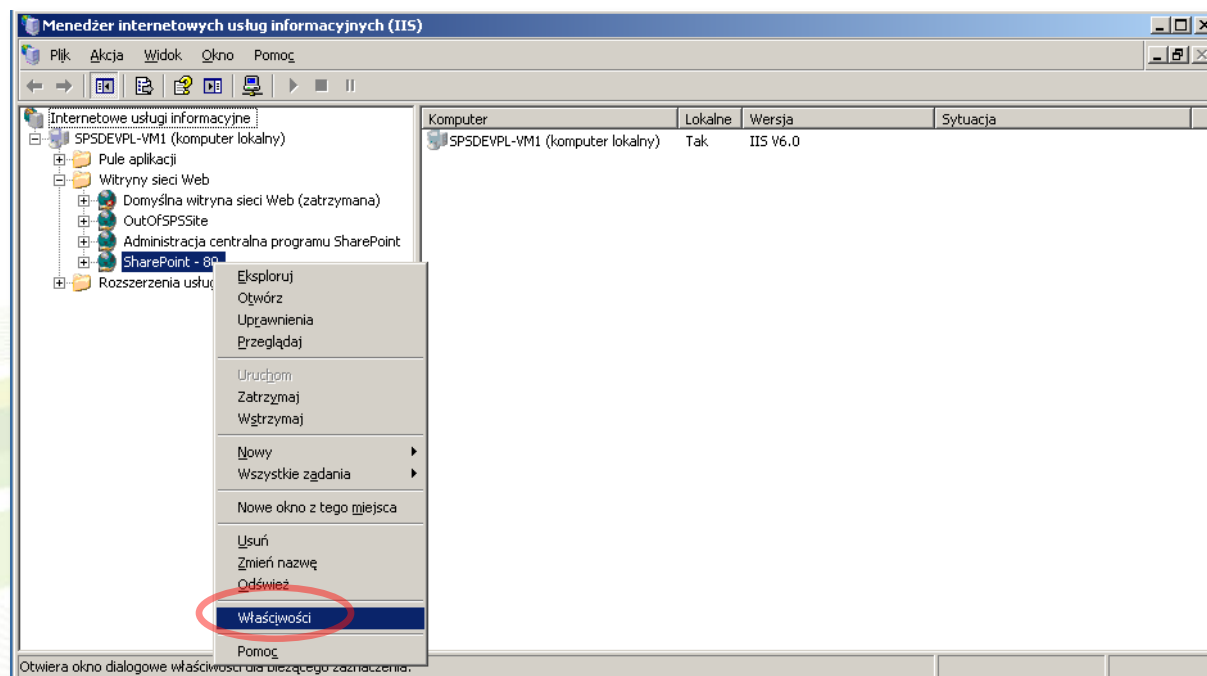 Menedżer internetowych usług informacyjnych (IIS)
Plik Akcja Widok Okno Pomoc
Internetowe usługi informacyjne
SPSDEVPL-VM1 (komputer lokalny)
Pule aplikacji
Witryny sieci Web
Domyślna witryna sieci Web (zatrzymana)
OutOfSPSSite
Administracja centralna programu SharePoint
SharePoint - 80
Rozszerzenia usług
Komputer Lokalne Wersja Sytuacja
SPSDEVPL-VM1 (komputer lokalny) Tak IIS V6.0
Eksploruj
Otwórz
Uprawnienia
Przeglądaj
Uruchom
Zatrzymaj
Wstrzymaj
Nowy
Wszystkie zadania
Nowe okno z tego miejsca
Usuń
Zmień nazwę
Odśwież
Właściwości
Pomoc
Otwiera okno dialogowe właściwości dla bieżącego zaznaczenia.